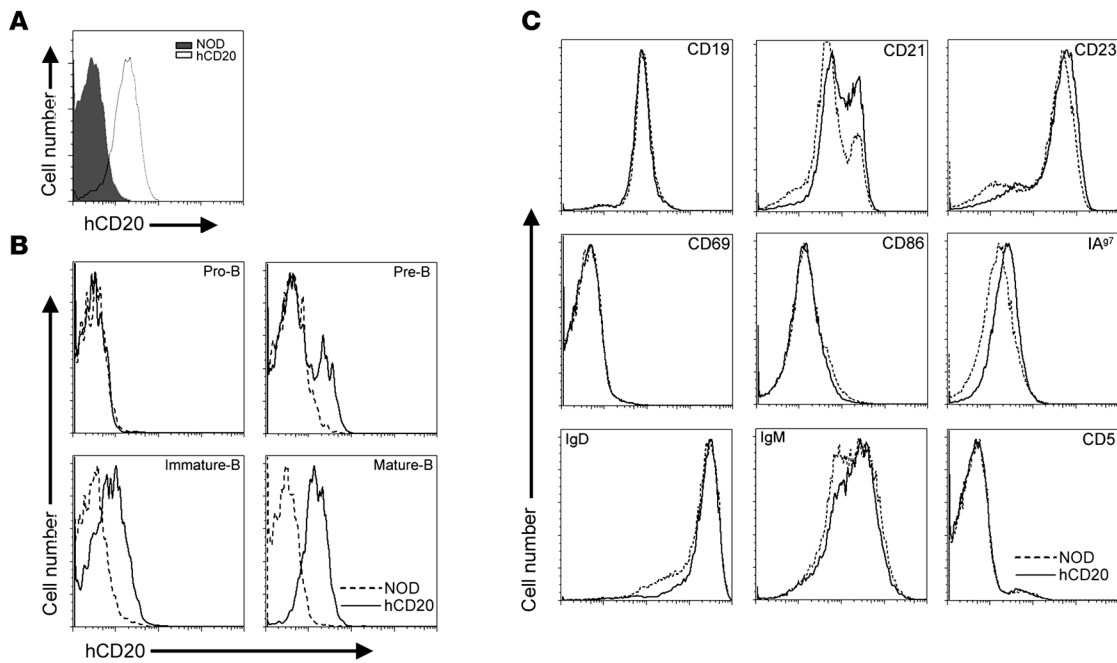 A
NOD
hCD20
Cell number
hCD20
B
Pro-B
Pre-B
Immature-B
Mature-B
NOD
hCD20
Cell number
hCD20
C
CD19
CD21
CD23
CD69
CD86
IAg7
IgD
IgM
CD5
NOD
hCD20
Cell number